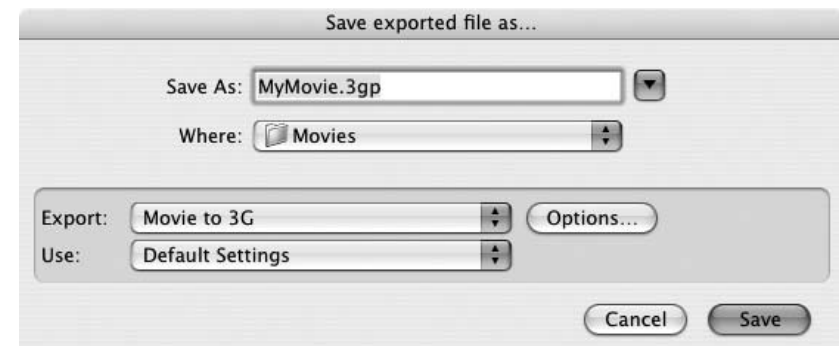 Save exported file as...
Save As: MyMovie.3gp
Where: Movies
Export: Movie to 3G Options...
Use: Default Settings
Cancel Save